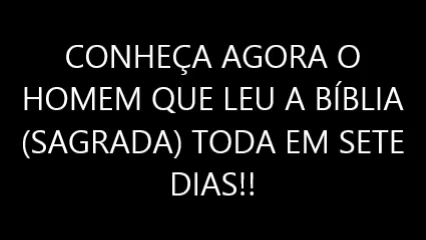 CONHEÇA AGORA O
HOMEM QUE LEU A BÍBLIA
(SAGRADA) TODA EM SETE
DIAS!!